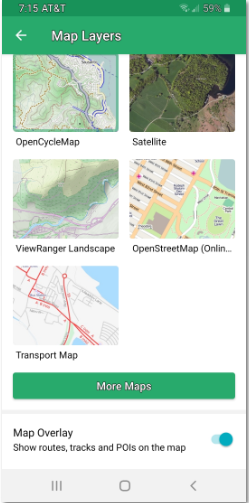 7:15 AT&T 59%
Map Layers
OpenCycleMap
Satellite
ViewRanger Landscape
OpenStreetMap (Onlin...
Transport Map
More Maps
Map Overlay
Show routes, tracks and POIs on the map